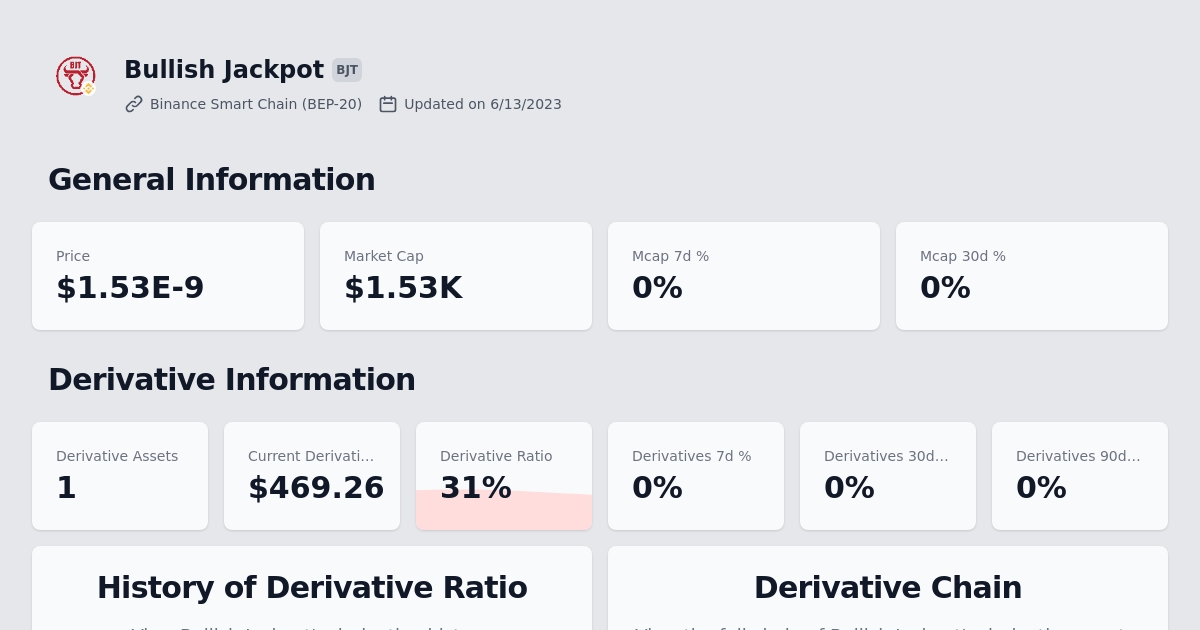 BJT
Bullish Jackpot BJT
Binance Smart Chain (BEP-20) Updated on 6/13/2023
General Information
Price Market Cap Mcap 7d % Mcap 30d %
$1.53E-9 $1.53K 0% 0%
Derivative Information
Derivative Assets Current Derivati... Derivative Ratio Derivatives 7d % Derivatives 30d... Derivatives 90d...
1 $469.26 31% 0% 0% 0%
History of Derivative Ratio Derivative Chain